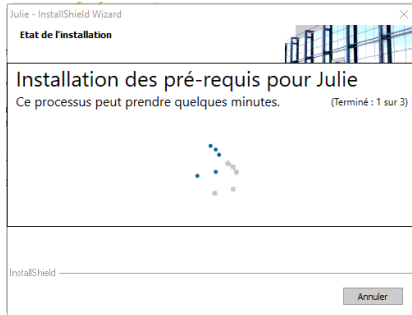 Julie - InstallShield Wizard
Etat de l'installation
Installation des pré-requis pour Julie
Ce processus peut prendre quelques minutes. (Terminé : 1 sur 3)
InstallShield
Annuler